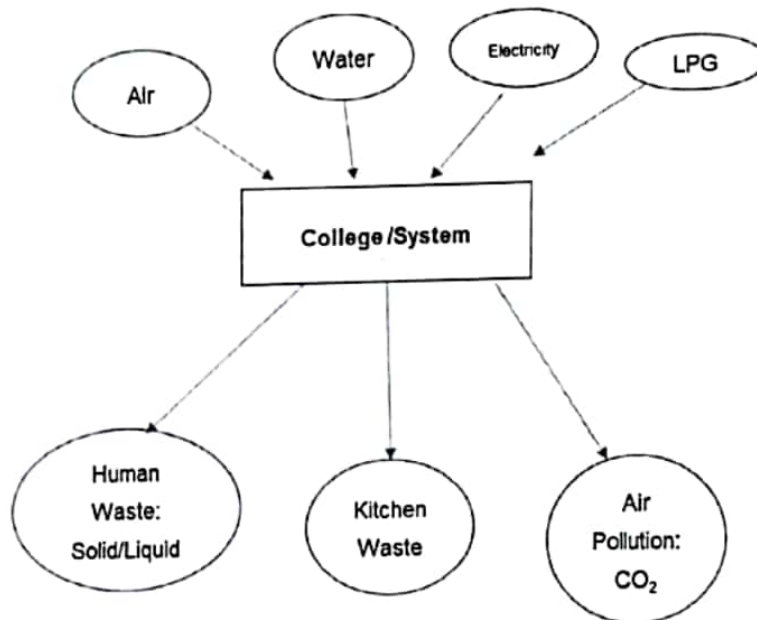 Air
Water
Electricity
LPG
College/System
Human
Waste:
Solid/Liquid
Kitchen
Waste
Air
Pollution:
CO₂